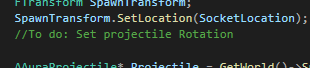 FTransform SpawnTransform;
SpawnTransform.SetLocation(SocketLocation);
//To do: Set projectile Rotation
AAuraProjectile* Projectile = GetWorld()->S